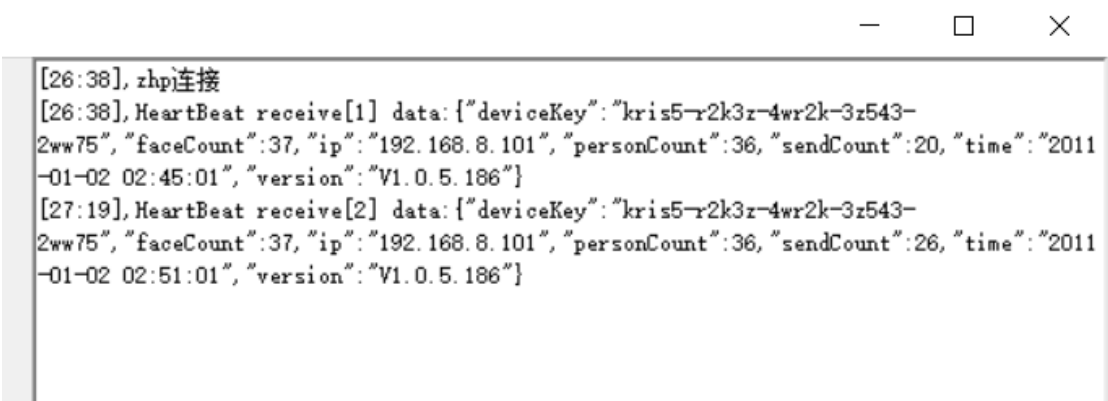 [26:38], zhp连接
[26:38], HeartBeat receive[1] data: {"deviceKey":"kris5-r2k3z-4wr2k-3z543-
2ww75","faceCount":37,"ip":"192.168.8.101","personCount":36,"sendCount":20,"time":"2011
-01-02 02:45:01","version":"V1.0.5.186"}
[27:19], HeartBeat receive[2] data: {"deviceKey":"kris5-r2k3z-4wr2k-3z543-
2ww75","faceCount":37,"ip":"192.168.8.101","personCount":36,"sendCount":26,"time":"2011
-01-02 02:51:01","version":"V1.0.5.186"}